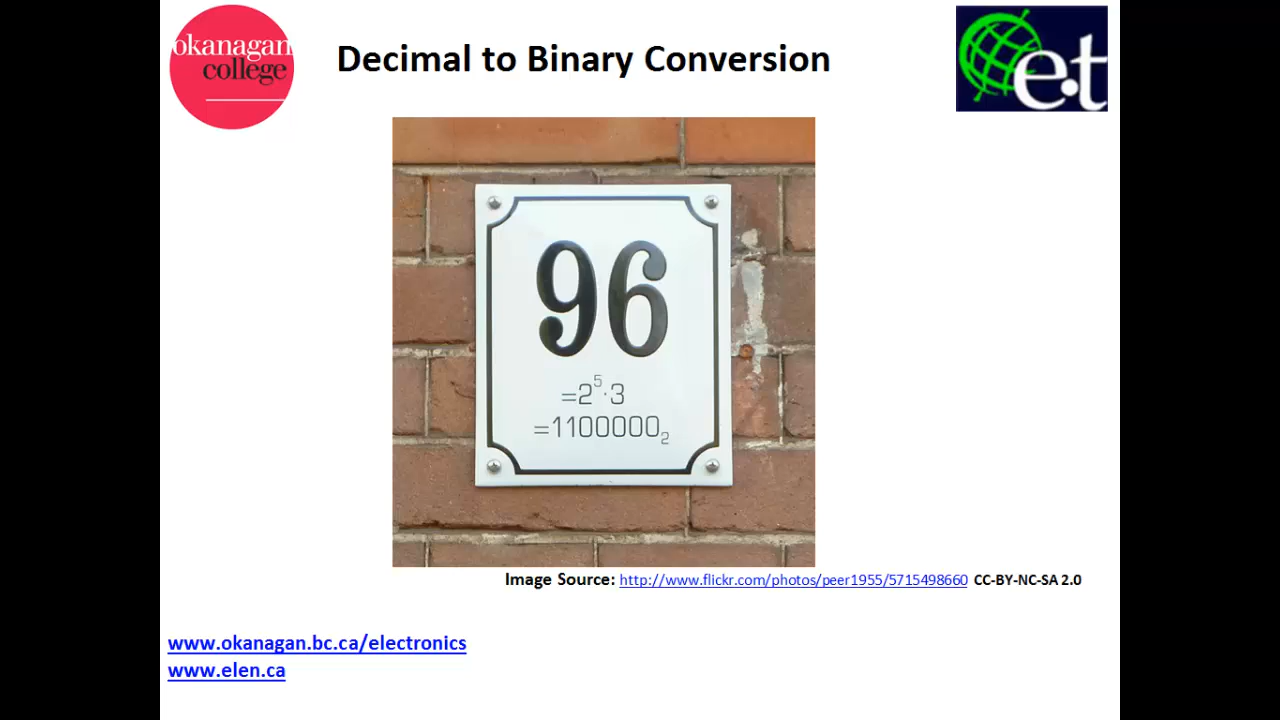 okanagan
college
Decimal to Binary Conversion
e·t
96
=2⁵·3
=1100000₂
Image Source: http://www.flickr.com/photos/peer1955/5715498660 CC-BY-NC-SA 2.0
www.okanagan.bc.ca/electronics
www.elen.ca